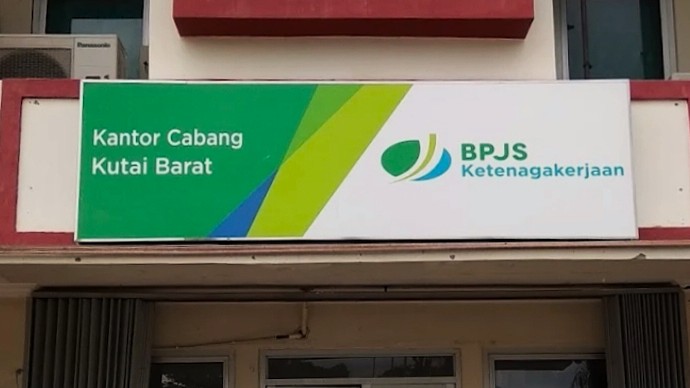 Panasonic
Kantor Cabang
Kutai Barat
BPJS
Ketenagakerjaan